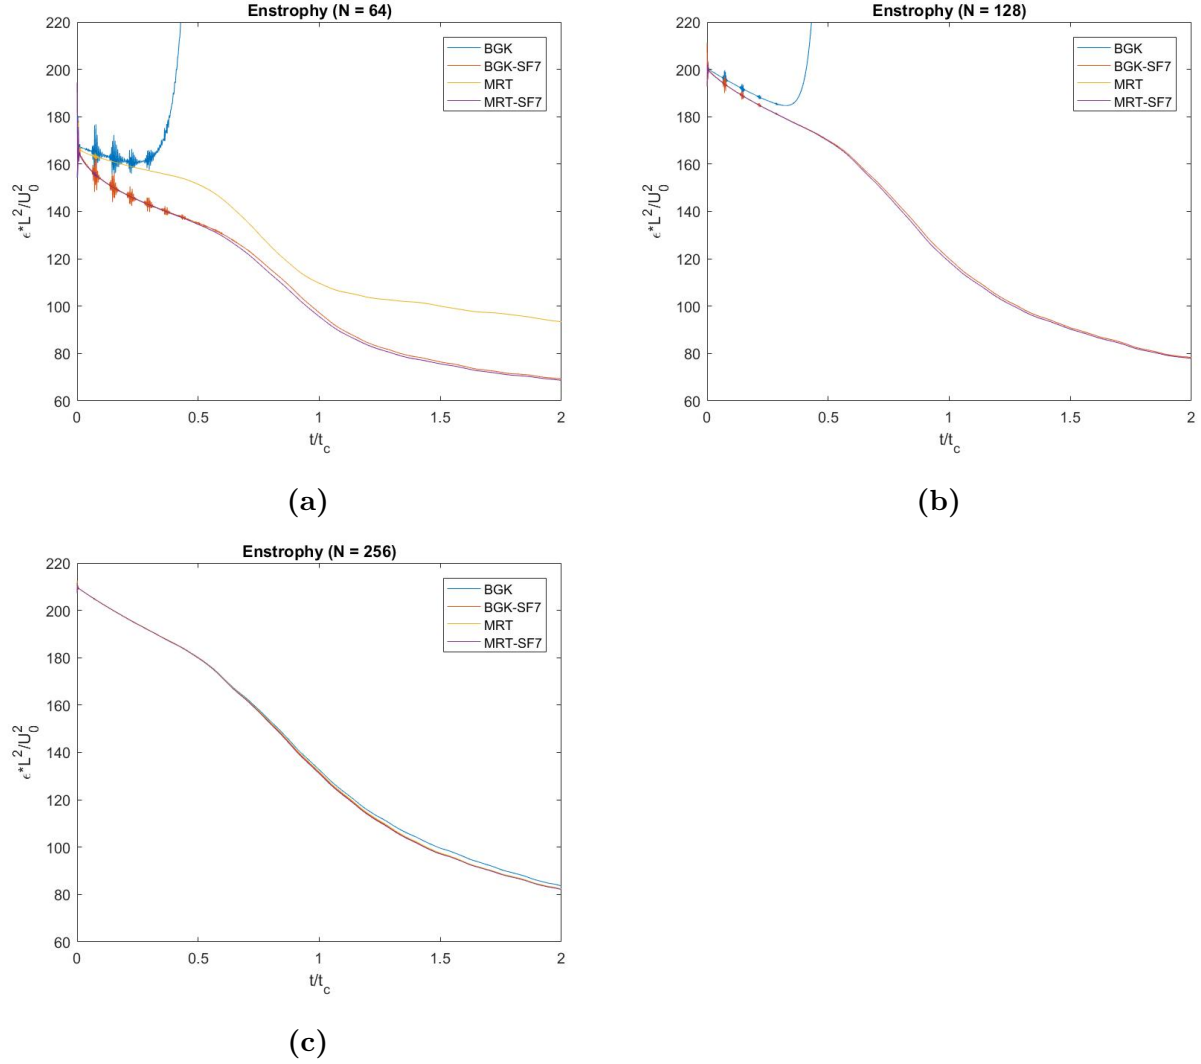 Enstrophy (N = 64)
220
200
180
160
140
120
100
80
60
0
0.5
1
1.5
2
ϵ*L²/U₀²
t/t_c
BGK
BGK-SF7
MRT
MRT-SF7
(a)
Enstrophy (N = 128)
220
200
180
160
140
120
100
80
60
0
0.5
1
1.5
2
ϵ*L²/U₀²
t/t_c
BGK
BGK-SF7
MRT
MRT-SF7
(b)
Enstrophy (N = 256)
220
200
180
160
140
120
100
80
60
0
0.5
1
1.5
2
ϵ*L²/U₀²
t/t_c
BGK
BGK-SF7
MRT
MRT-SF7
(c)